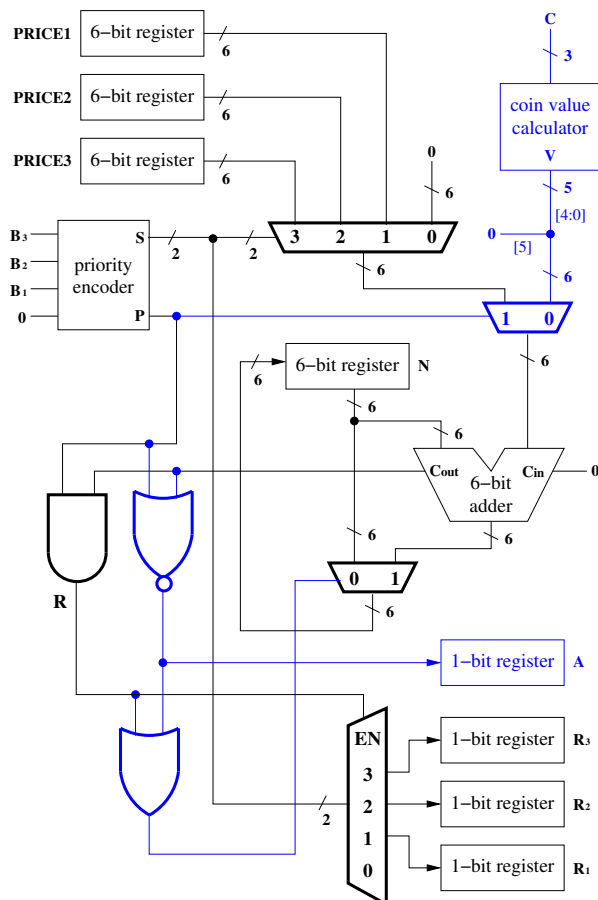 PRICE1 6-bit register 6
C
3
PRICE2 6-bit register 6
coin value
calculator
V
PRICE3 6-bit register 6
0
6
5
[4:0]
0 [5]
6
B3
B2
B1
0
priority
encoder
S
P
2 2
3 2 1 0
6
1 0
6
6 6-bit register N
6
6
Cout Cin 0
6-bit
adder
6
6
0 1
6
R
1-bit register A
EN
3
2
1
0
2
1-bit register R3
1-bit register R2
1-bit register R1